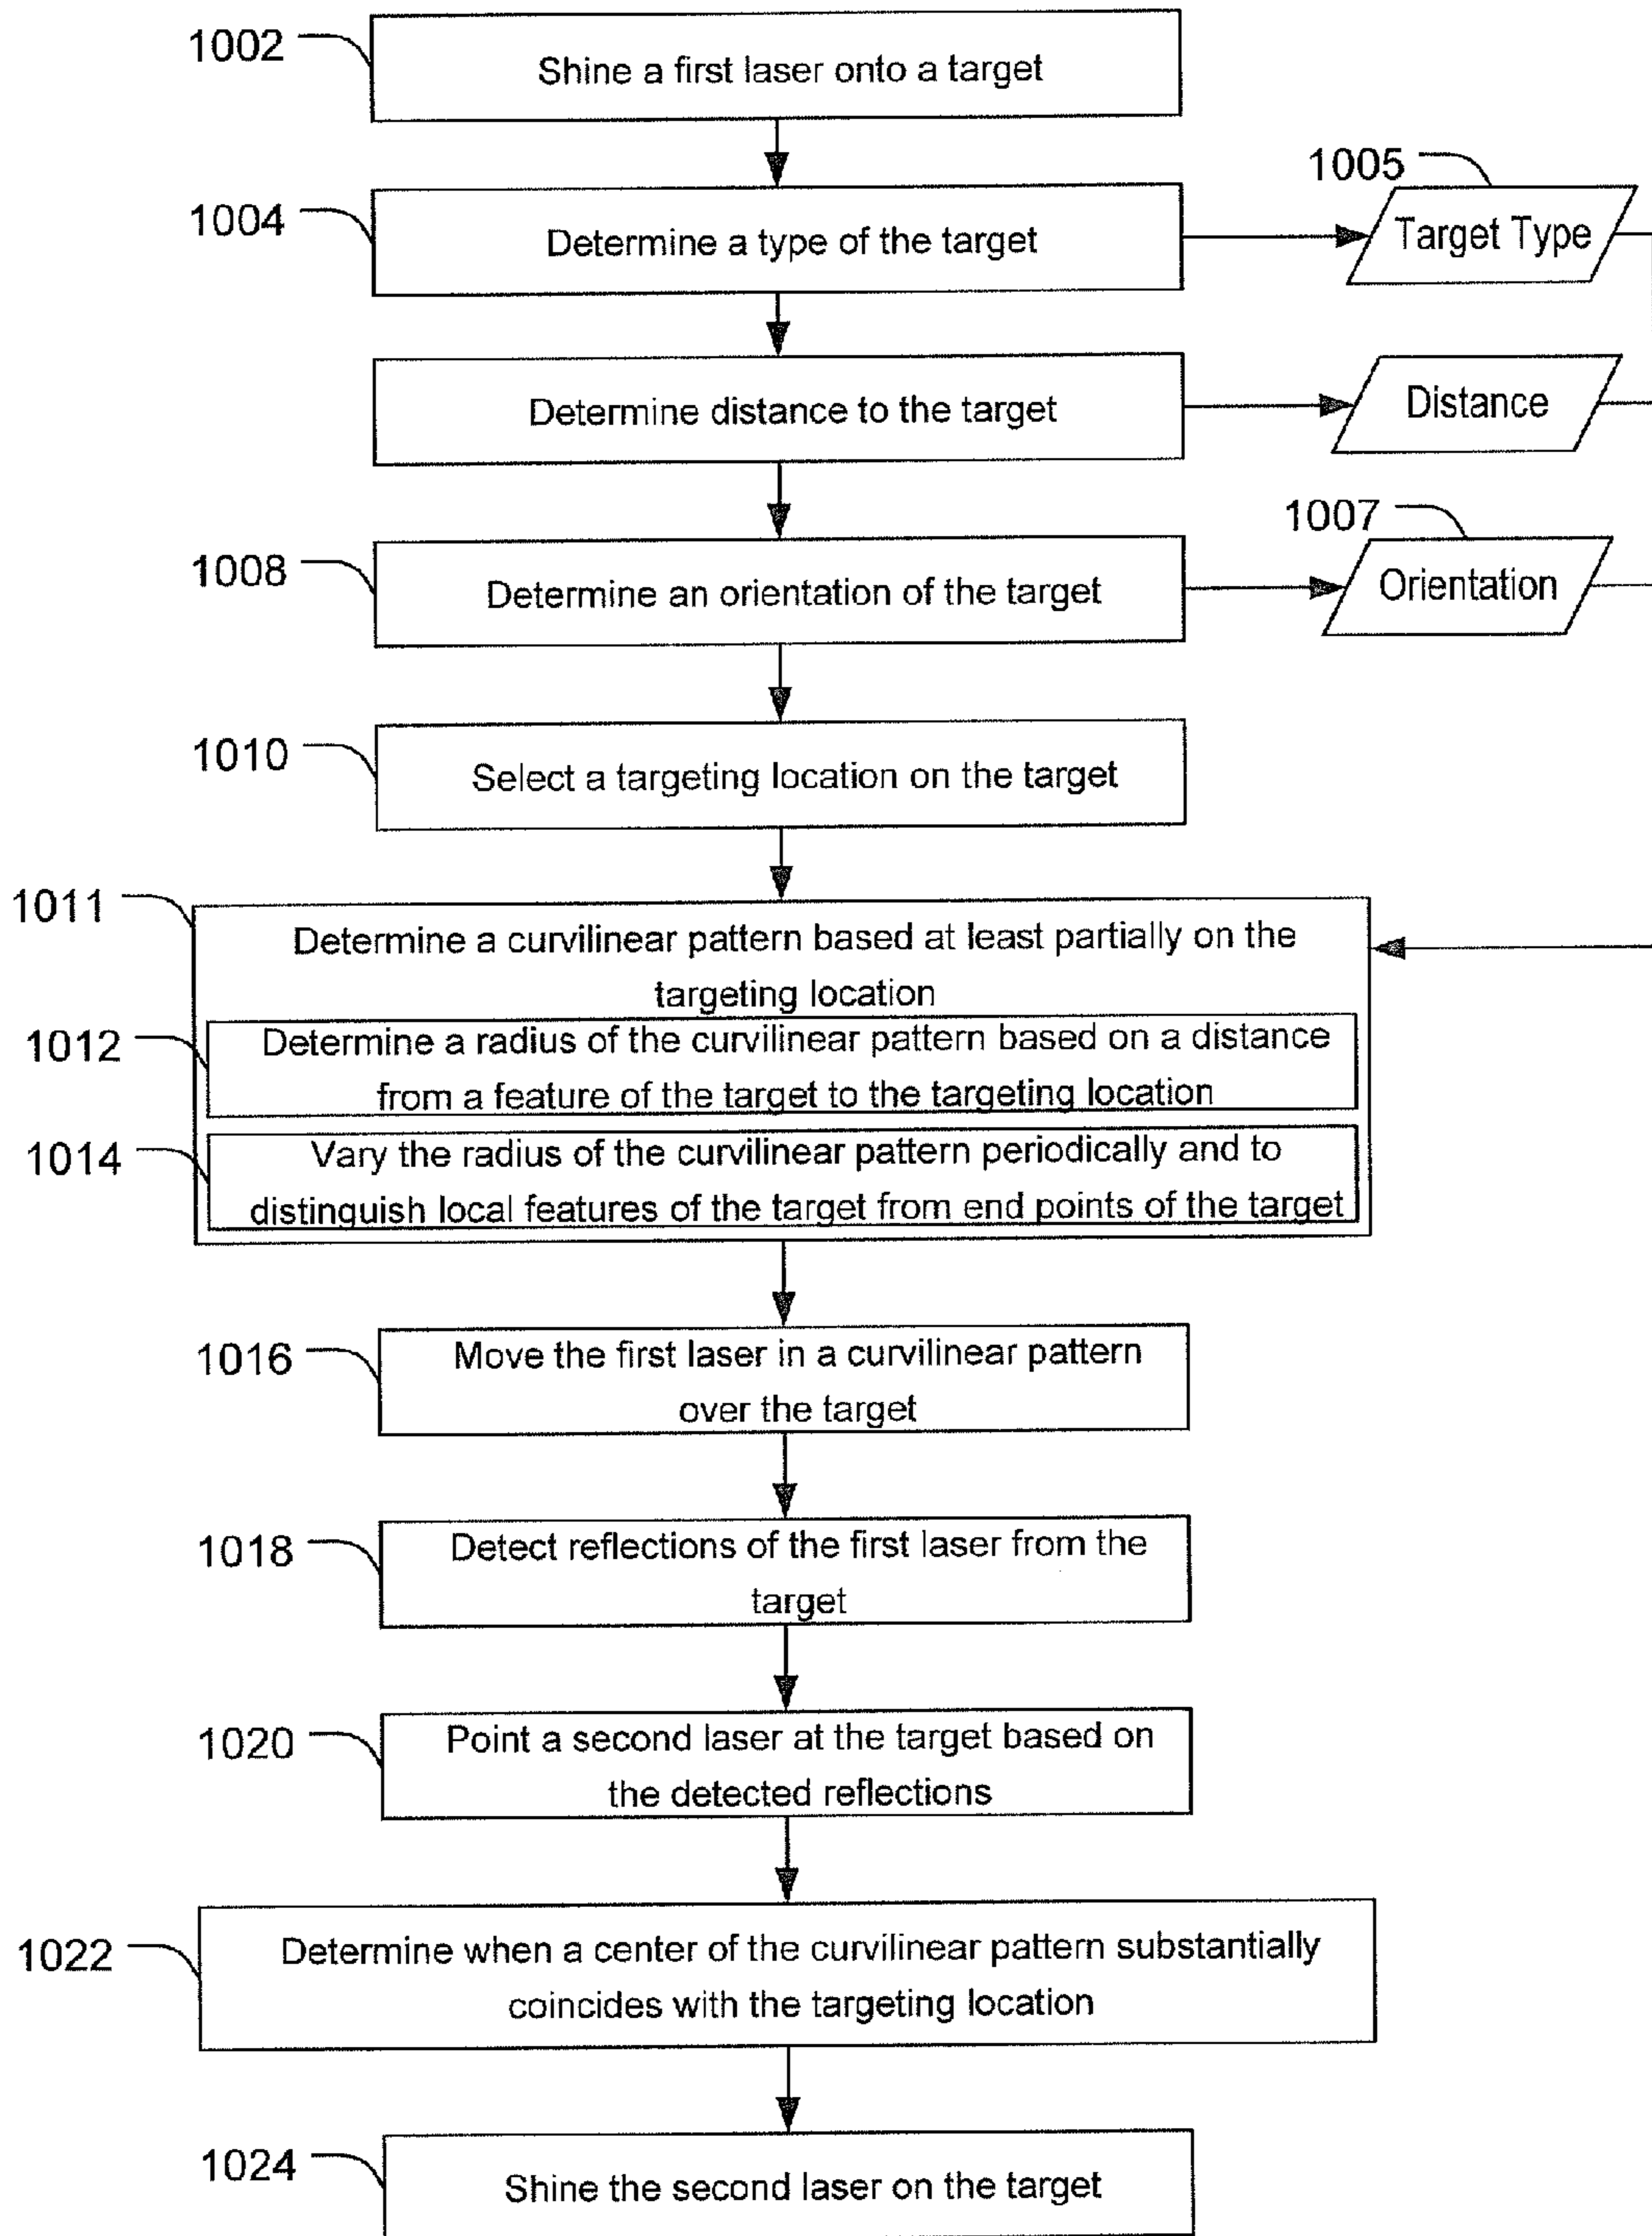 1002
Shine a first laser onto a target
1005
1004
Determine a type of the target
Target Type
Determine distance to the target
Distance
1007
1008
Determine an orientation of the target
Orientation
1010
Select a targeting location on the target
1011
Determine a curvilinear pattern based at least partially on the
targeting location
1012
Determine a radius of the curvilinear pattern based on a distance
from a feature of the target to the targeting location
1014
Vary the radius of the curvilinear pattern periodically and to
distinguish local features of the target from end points of the target
1016
Move the first laser in a curvilinear pattern
over the target
1018
Detect reflections of the first laser from the
target
1020
Point a second laser at the target based on
the detected reflections
1022
Determine when a center of the curvilinear pattern substantially
coincides with the targeting location
1024
Shine the second laser on the target